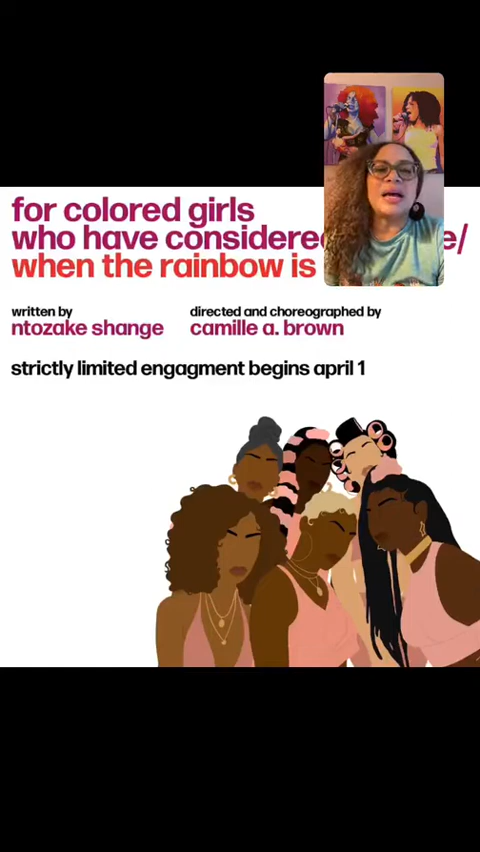 for colored girls
who have considere e/
when the rainbow is
written by
ntozake shange
directed and choreographed by
camille a. brown
strictly limited engagment begins april 1